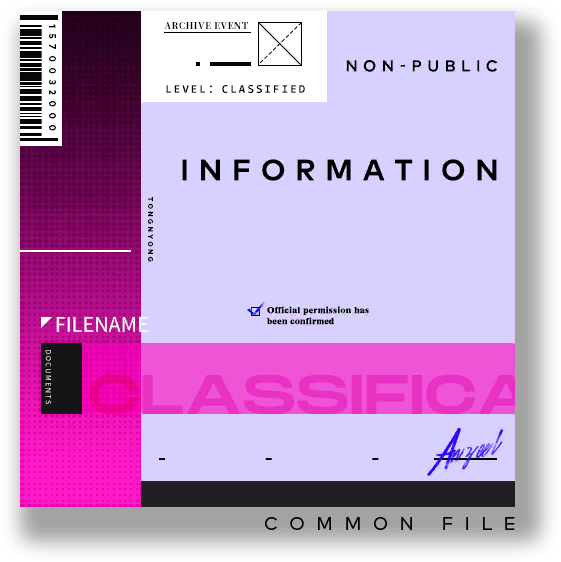 1570032000
ARCHIVE EVENT
LEVEL: CLASSIFIED
NON-PUBLIC
INFORMATION
TONGNYONG
Official permission has
been confirmed
FILENAME
DOCUMENTS
CLASSIFICA
COMMON FILE